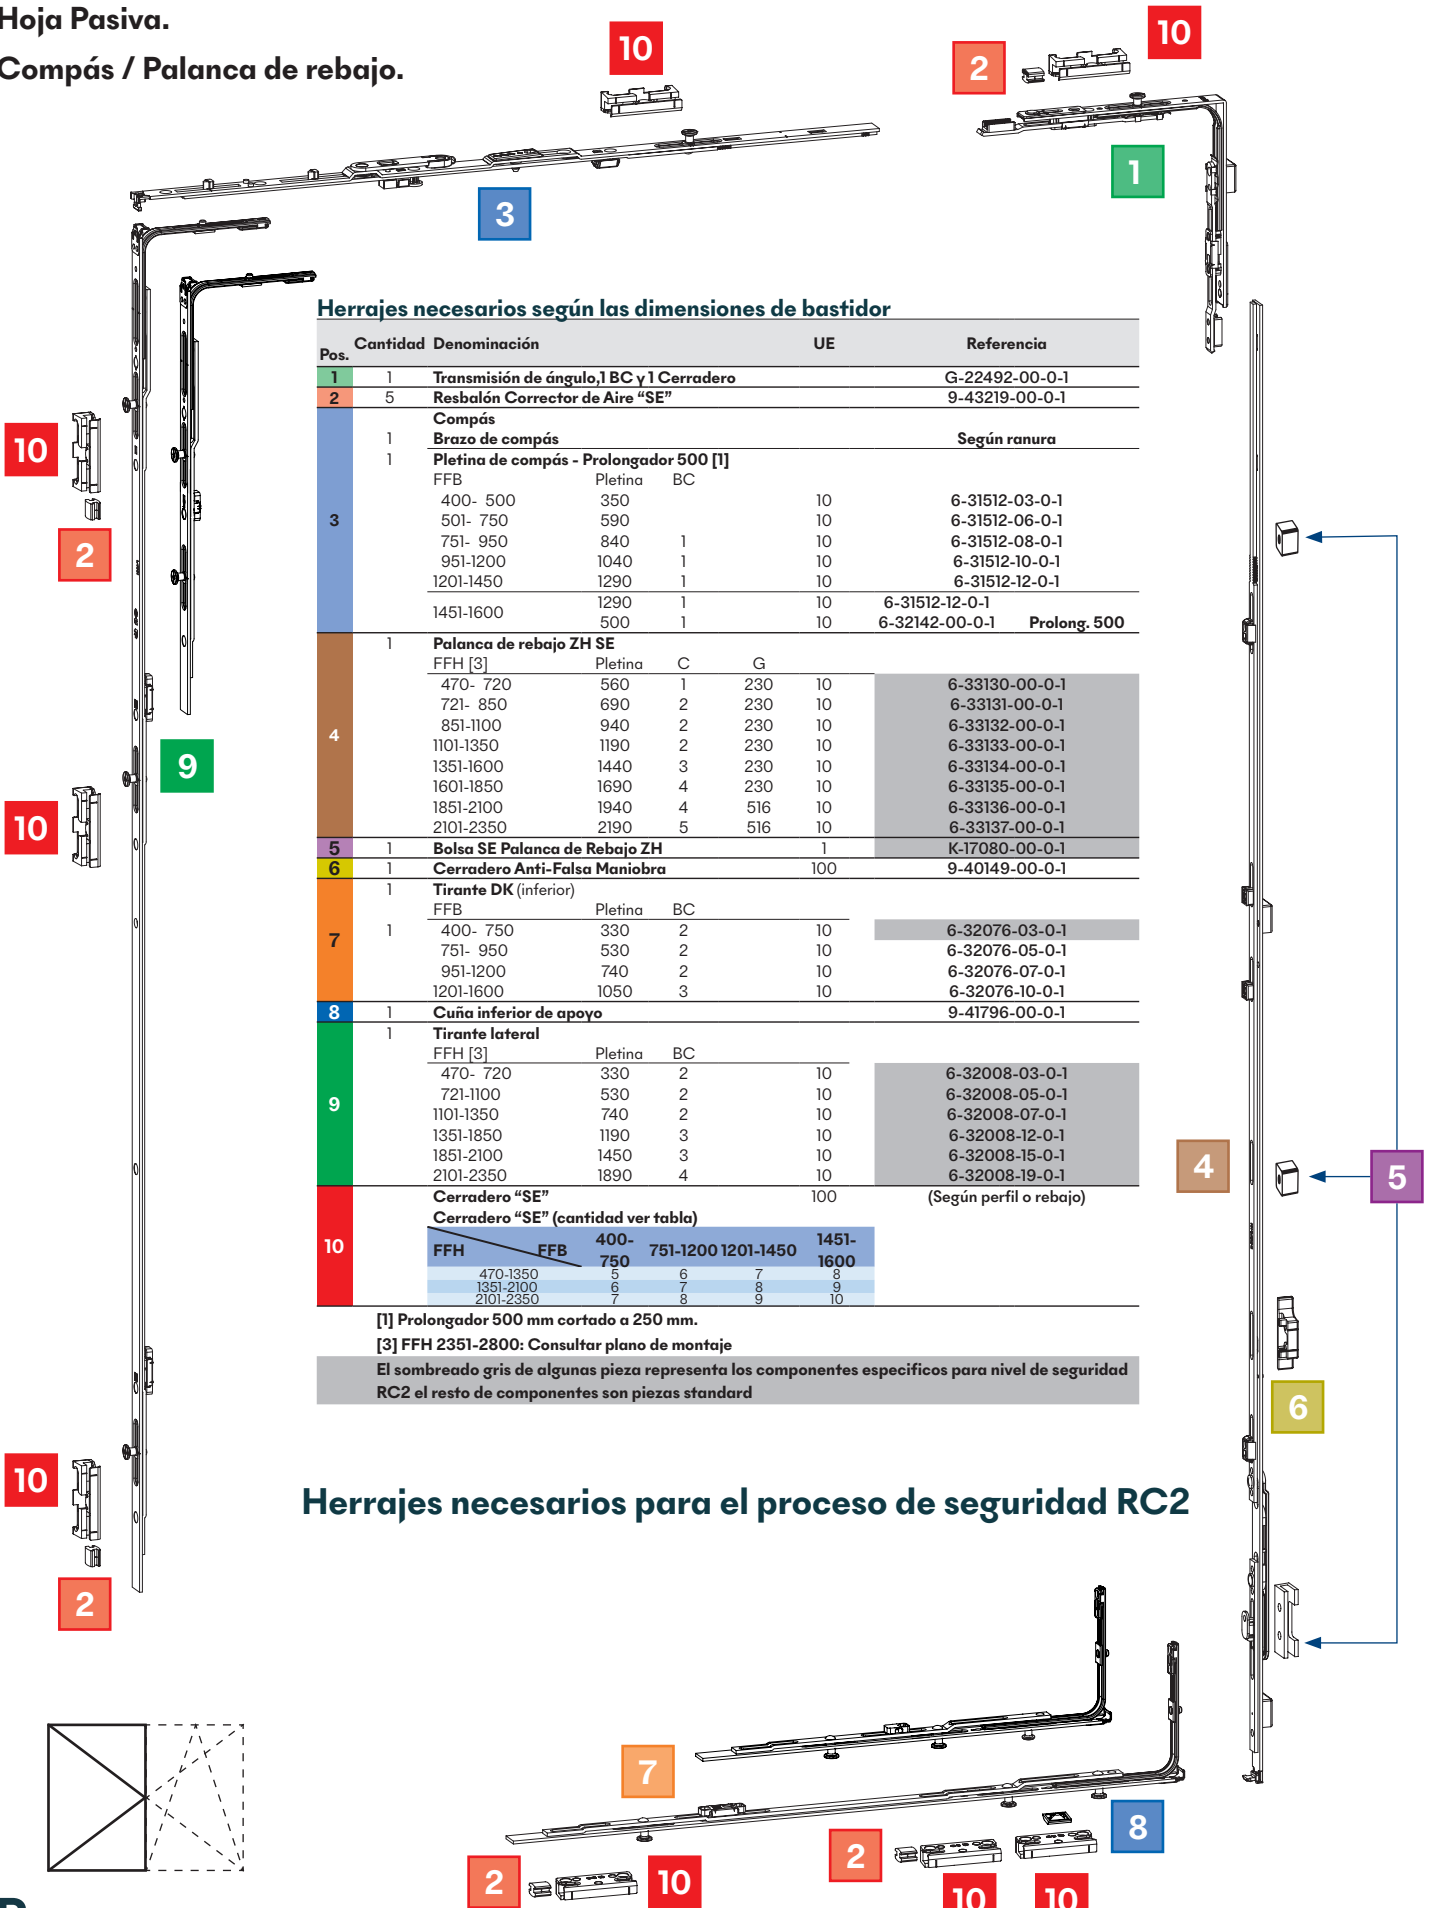 Hoja Pasiva.
Compás / Palanca de rebajo.
10
2
10
1
3
Herrajes necesarios según las dimensiones de bastidor
Pos. Cantidad Denominación UE Referencia
1 1 Transmisión de ángulo,1 BC y 1 Cerradero G-22492-00-0-1
2 5 Resbalón Corrector de Aire “SE” 9-43219-00-0-1
Compás
1 Brazo de compás Según ranura
1 Pletina de compás - Prolongador 500 [1]
FFB Pletina BC
400- 500 350 10 6-31512-03-0-1
3 501- 750 590 10 6-31512-06-0-1
751- 950 840 1 10 6-31512-08-0-1
951-1200 1040 1 10 6-31512-10-0-1
1201-1450 1290 1 10 6-31512-12-0-1
1451-1600 1290 1 10 6-31512-12-0-1
500 1 10 6-32142-00-0-1 Prolong. 500
1 Palanca de rebajo ZH SE
FFH [3] Pletina C G
470- 720 560 1 230 10 6-33130-00-0-1
721- 850 690 2 230 10 6-33131-00-0-1
851-1100 940 2 230 10 6-33132-00-0-1
4 1101-1350 1190 2 230 10 6-33133-00-0-1
1351-1600 1440 3 230 10 6-33134-00-0-1
1601-1850 1690 4 230 10 6-33135-00-0-1
1851-2100 1940 4 516 10 6-33136-00-0-1
2101-2350 2190 5 516 10 6-33137-00-0-1
5 1 Bolsa SE Palanca de Rebajo ZH 1 K-17080-00-0-1
6 1 Cerradero Anti-Falsa Maniobra 100 9-40149-00-0-1
1 Tirante DK (inferior)
FFB Pletina BC
7 1 400- 750 330 2 10 6-32076-03-0-1
751- 950 530 2 10 6-32076-05-0-1
951-1200 740 2 10 6-32076-07-0-1
1201-1600 1050 3 10 6-32076-10-0-1
8 1 Cuña inferior de apoyo 9-41796-00-0-1
1 Tirante lateral
FFH [3] Pletina BC
470- 720 330 2 10 6-32008-03-0-1
9 721-1100 530 2 10 6-32008-05-0-1
1101-1350 740 2 10 6-32008-07-0-1
1351-1850 1190 3 10 6-32008-12-0-1
1851-2100 1450 3 10 6-32008-15-0-1
2101-2350 1890 4 10 6-32008-19-0-1
Cerradero “SE” 100 (Según perfil o rebajo)
Cerradero “SE” (cantidad ver tabla)
10 FFH FFB 400-750 751-1200 1201-1450 1451-1600
470-1350 5 6 7 8
1351-2100 6 7 8 9
2101-2350 7 8 9 10
[1] Prolongador 500 mm cortado a 250 mm.
[3] FFH 2351-2800: Consultar plano de montaje
El sombreado gris de algunas pieza representa los componentes especificos para nivel de seguridad
RC2 el resto de componentes son piezas standard
10
2
9
10
4
5
6
10
2
Herrajes necesarios para el proceso de seguridad RC2
7
8
2
2
10
10
10